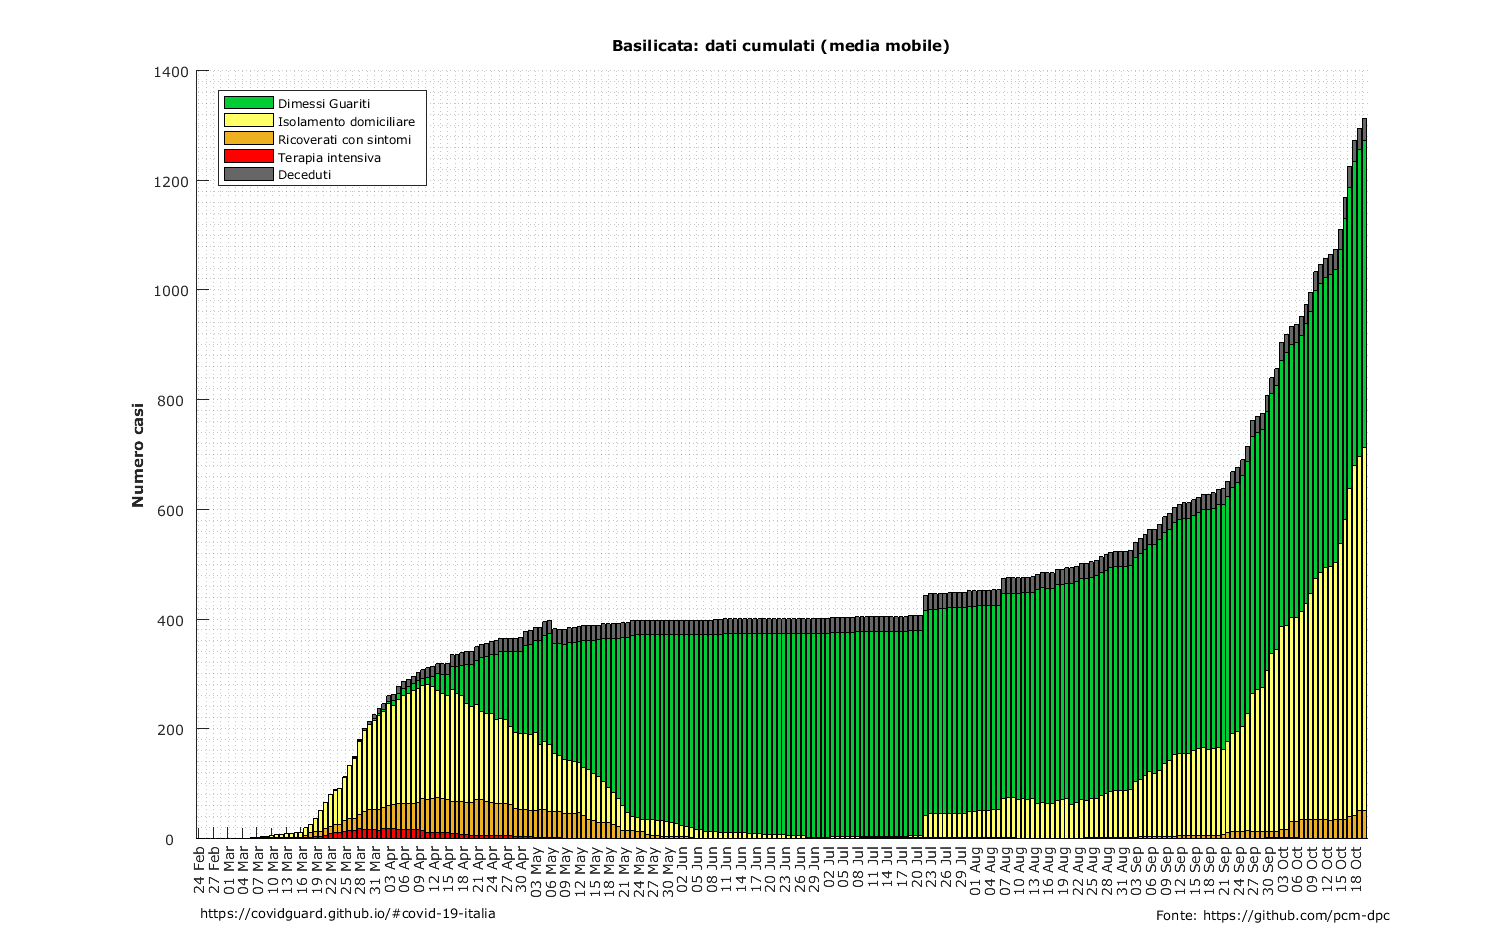 Basilicata: dati cumulati (media mobile)
1400
1200
1000
800
600
400
200
0
Numero casi
Dimessi Guariti
Isolamento domiciliare
Ricoverati con sintomi
Terapia intensiva
Deceduti
24 Feb
27 Feb
01 Mar
04 Mar
07 Mar
10 Mar
13 Mar
16 Mar
19 Mar
22 Mar
25 Mar
28 Mar
31 Mar
03 Apr
06 Apr
09 Apr
12 Apr
15 Apr
18 Apr
21 Apr
24 Apr
27 Apr
30 Apr
03 May
06 May
09 May
12 May
15 May
18 May
21 May
24 May
27 May
30 May
02 Jun
05 Jun
08 Jun
11 Jun
14 Jun
17 Jun
20 Jun
23 Jun
26 Jun
29 Jun
02 Jul
05 Jul
08 Jul
11 Jul
14 Jul
17 Jul
20 Jul
23 Jul
26 Jul
29 Jul
01 Aug
04 Aug
07 Aug
10 Aug
13 Aug
16 Aug
19 Aug
22 Aug
25 Aug
28 Aug
31 Aug
03 Sep
06 Sep
09 Sep
12 Sep
15 Sep
18 Sep
21 Sep
24 Sep
27 Sep
30 Sep
03 Oct
06 Oct
09 Oct
12 Oct
15 Oct
18 Oct
https://covidguard.github.io/#covid-19-italia
Fonte: https://github.com/pcm-dpc